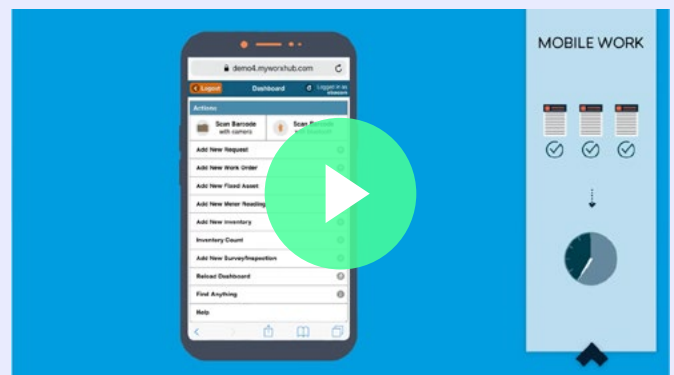 MOBILE WORK
demo4.myworxhub.com
Logout
Dashboard
Logged in as
Actions
Scan Barcode
with camera
Scan Barcode
Add New Request
Add New Work Order
Add New Fixed Asset
Add New Meter Reading
Add New Inventory
Inventory Count
Add New Survey/Inspection
Reload Dashboard
Find Anything
Help